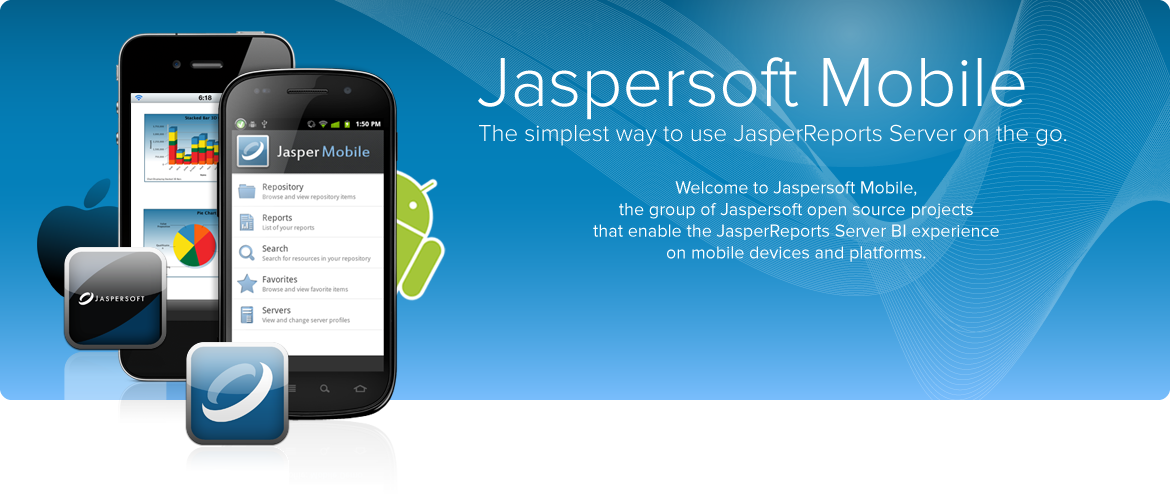 Jaspersoft Mobile
The simplest way to use JasperReports Server on the go.
Welcome to Jaspersoft Mobile,
the group of Jaspersoft open source projects
that enable the JasperReports Server BI experience
on mobile devices and platforms.
6:18
Stacked Bar 3D
Pie Chart
1:50 PM
Jasper Mobile
Repository
Browse and view repository items
Reports
List of your reports
Search
Search for resources in your repository
Favorites
Browse and view favorite items
Servers
View and change server profiles
JASPERSOFT